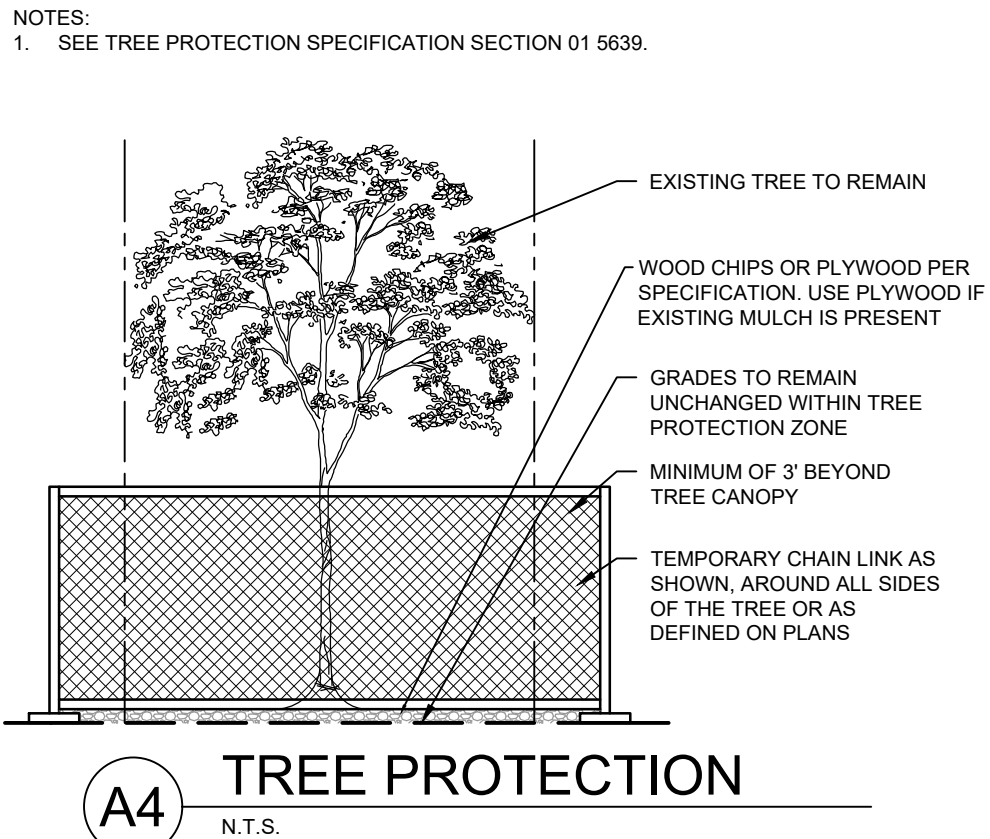 NOTES:
1. SEE TREE PROTECTION SPECIFICATION SECTION 01 5639.
EXISTING TREE TO REMAIN
WOOD CHIPS OR PLYWOOD PER
SPECIFICATION. USE PLYWOOD IF
EXISTING MULCH IS PRESENT
GRADES TO REMAIN
UNCHANGED WITHIN TREE
PROTECTION ZONE
MINIMUM OF 3' BEYOND
TREE CANOPY
TEMPORARY CHAIN LINK AS
SHOWN, AROUND ALL SIDES
OF THE TREE OR AS
DEFINED ON PLANS
A4
TREE PROTECTION
N.T.S.